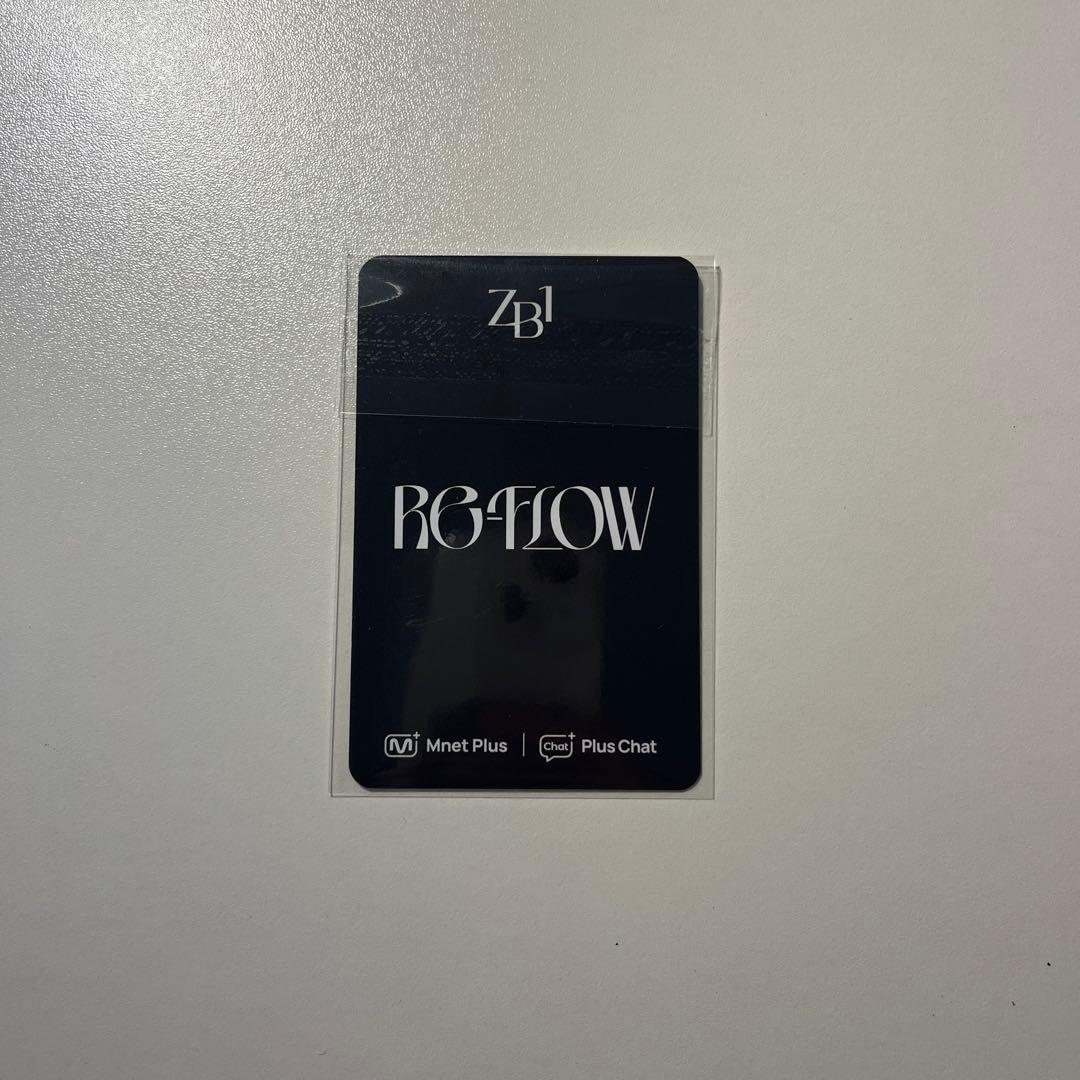 ZB1
RE-FLOW
M+ Mnet Plus | Chat+ Plus Chat